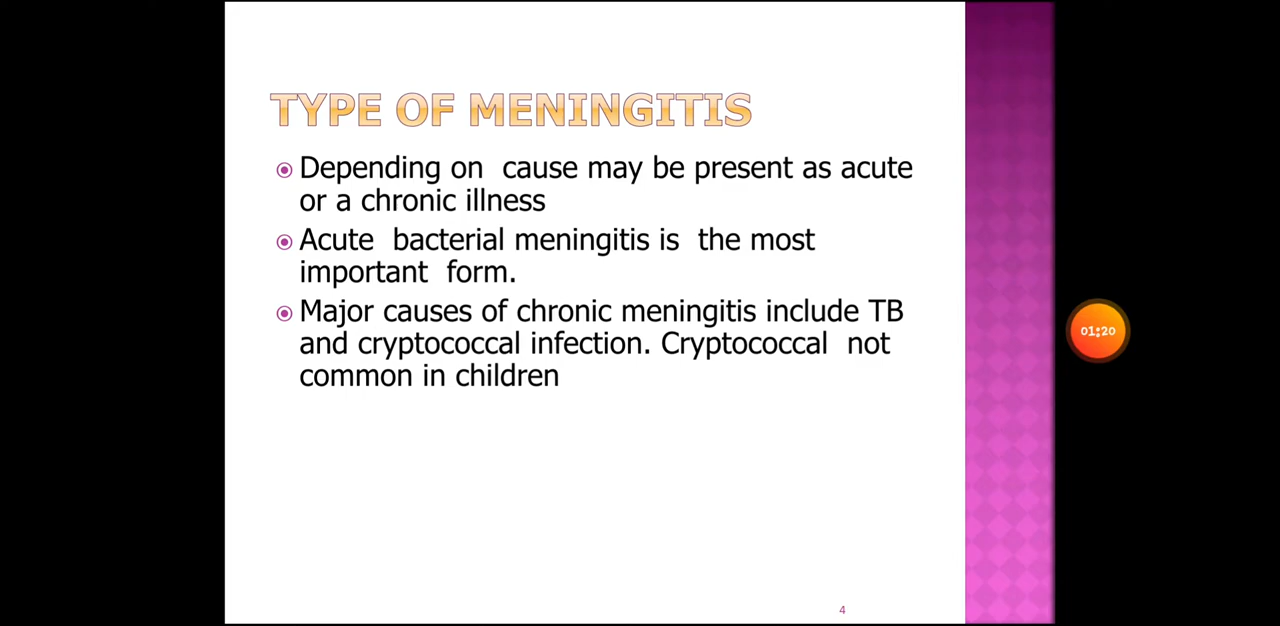 TYPE OF MENINGITIS
Depending on cause may be present as acute
or a chronic illness
Acute bacterial meningitis is the most
important form.
Major causes of chronic meningitis include TB
and cryptococcal infection. Cryptococcal not
common in children
01:20
4